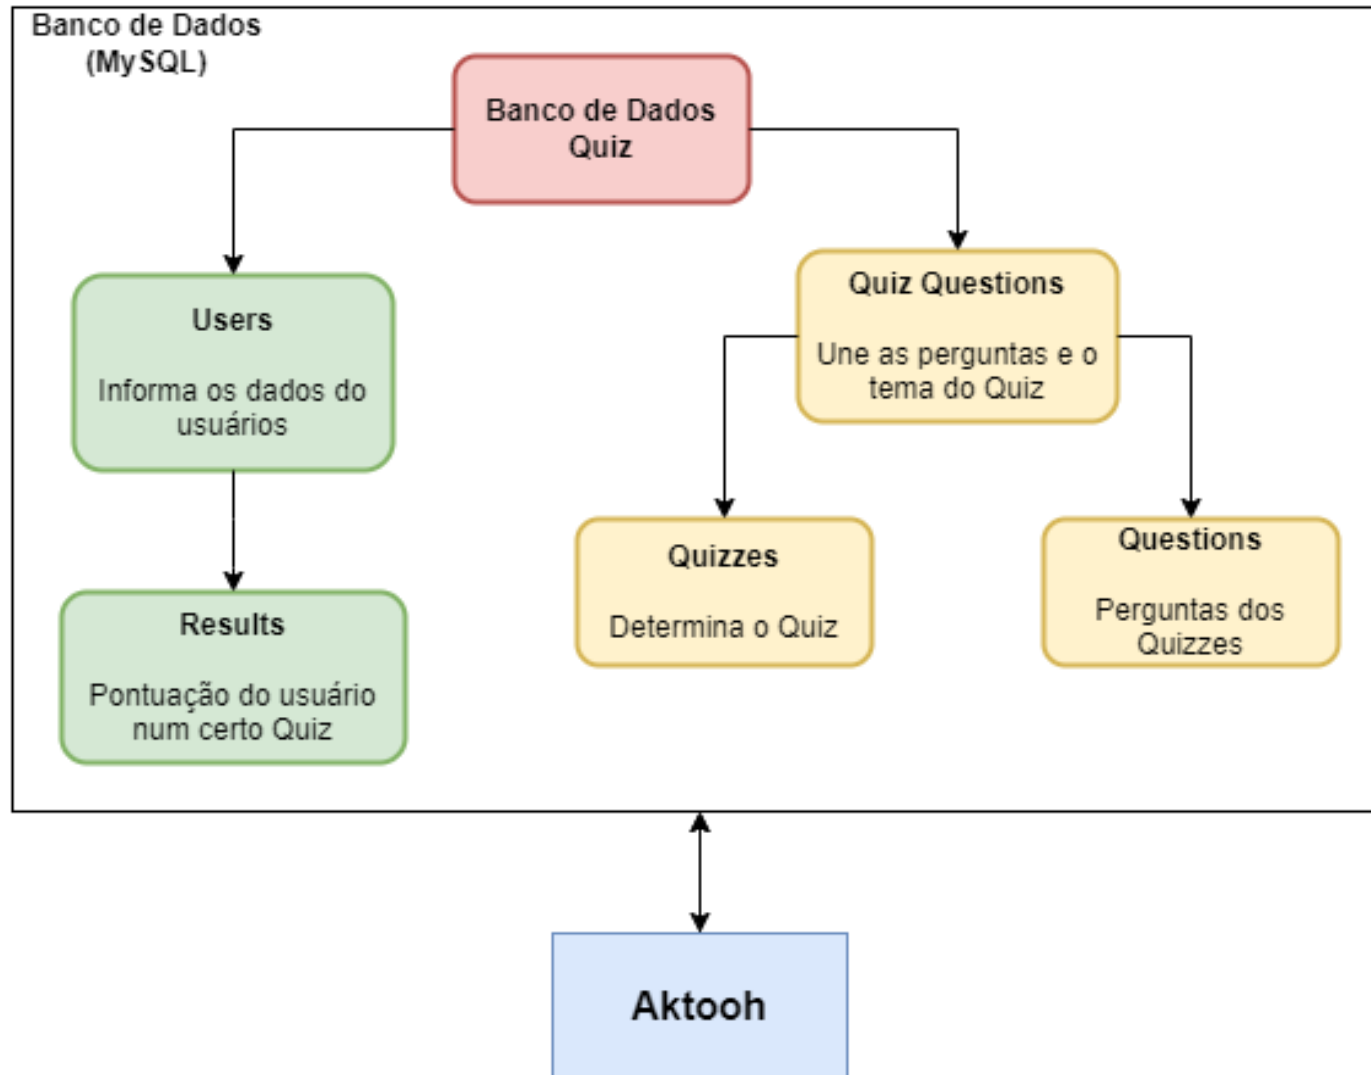 Banco de Dados
(MySQL)
Banco de Dados
Quiz
Users
Informa os dados do
usuários
Quiz Questions
Une as perguntas e o
tema do Quiz
Results
Pontuação do usuário
num certo Quiz
Quizzes
Determina o Quiz
Questions
Perguntas dos
Quizzes
Aktooh